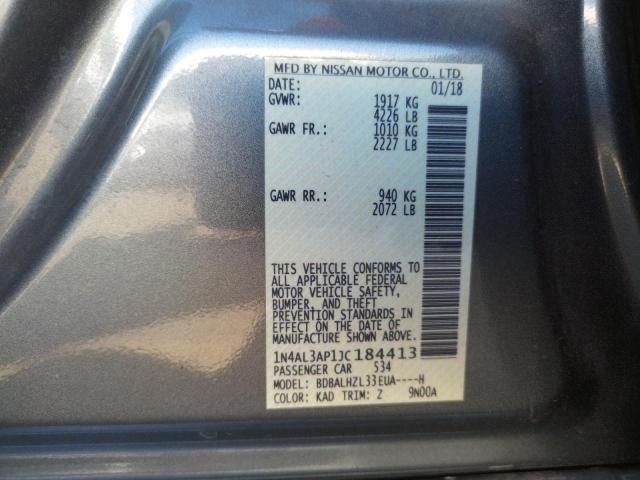 MFD BY NISSAN MOTOR CO., LTD.
DATE: 01/18
GVWR: 1917 KG
4226 LB
GAWR FR.: 1010 KG
2227 LB
GAWR RR.: 940 KG
2072 LB
THIS VEHICLE CONFORMS TO
ALL APPLICABLE FEDERAL
MOTOR VEHICLE SAFETY,
BUMPER, AND THEFT
PREVENTION STANDARDS IN
EFFECT ON THE DATE OF
MANUFACTURE SHOWN ABOVE.
1N4AL3AP1JC184413
PASSENGER CAR 534
MODEL: BDBALHZL33EUA----H
COLOR: KAD TRIM: Z 9N00A